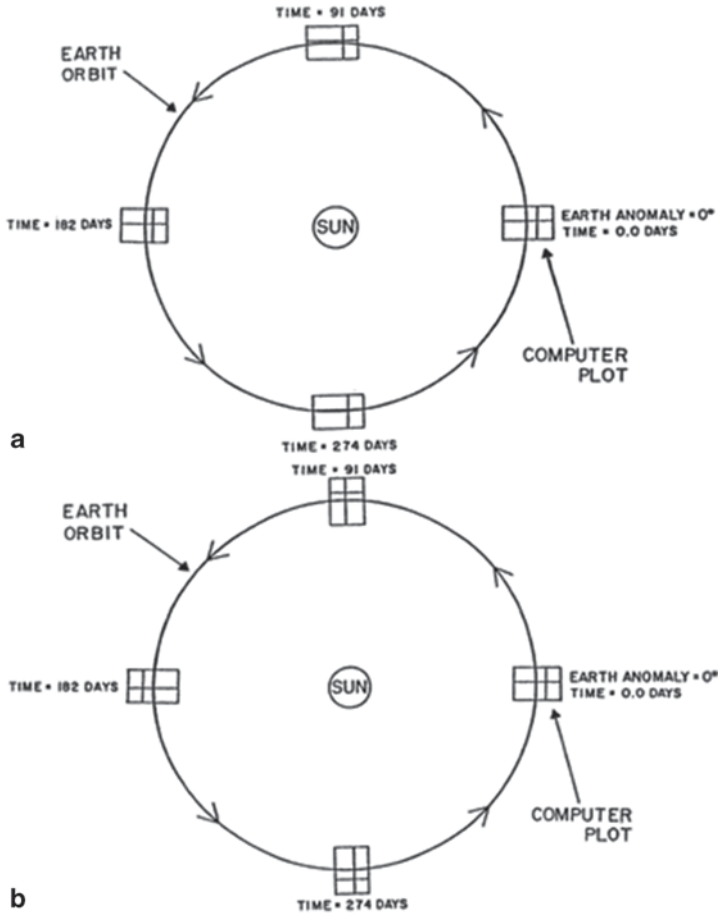 TIME = 91 DAYS
EARTH
ORBIT
TIME = 182 DAYS
SUN
EARTH ANOMALY = 0°
TIME = 0.0 DAYS
COMPUTER
PLOT
a
TIME = 274 DAYS
TIME = 91 DAYS
EARTH
ORBIT
TIME = 182 DAYS
SUN
EARTH ANOMALY = 0°
TIME = 0.0 DAYS
COMPUTER
PLOT
b
TIME = 274 DAYS